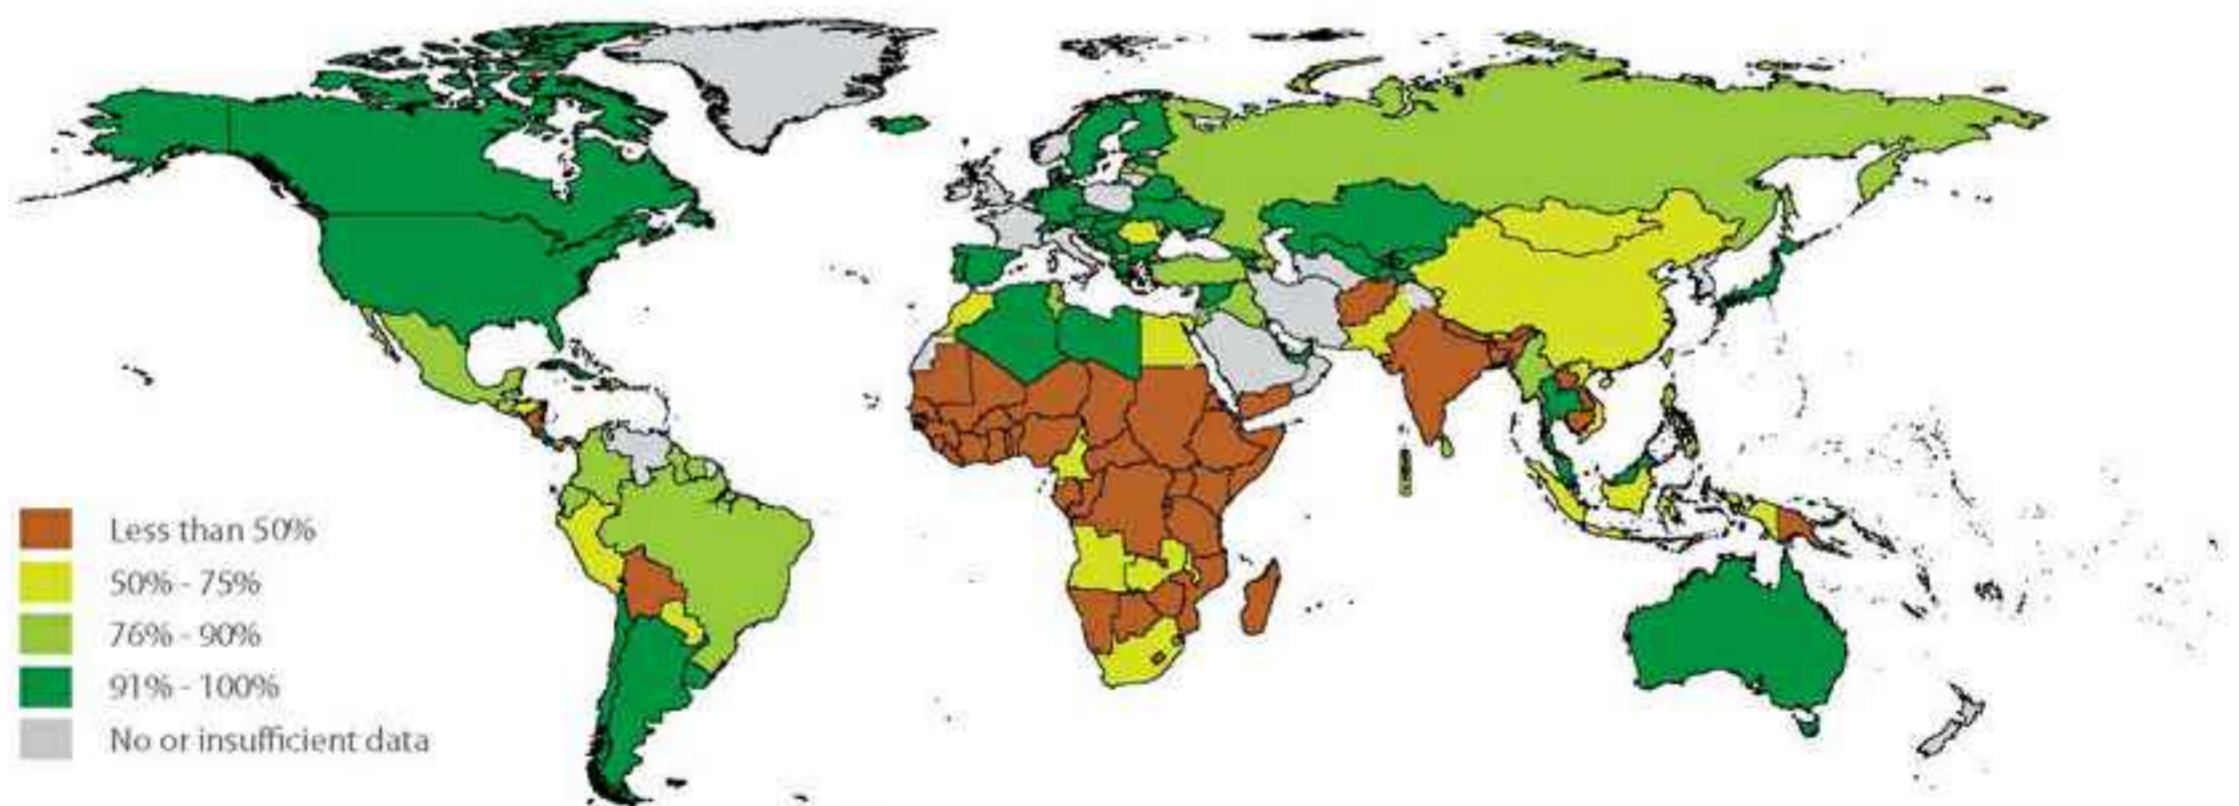 Less than 50%
50% - 75%
76% - 90%
91% - 100%
No or insufficient data